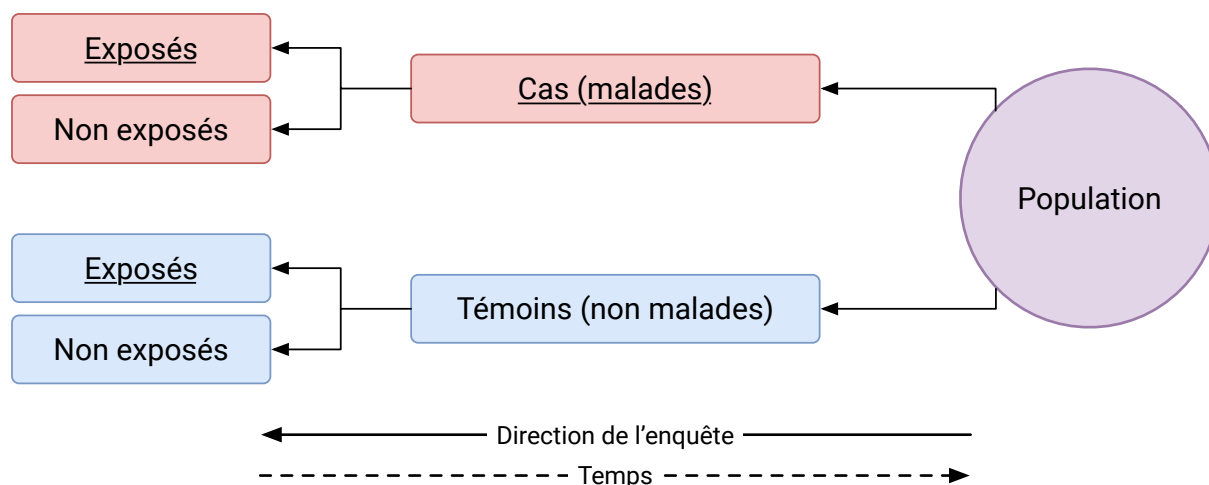 Exposés
Cas (malades)
Non exposés
Population
Exposés
Témoins (non malades)
Non exposés
Direction de l’enquête
Temps